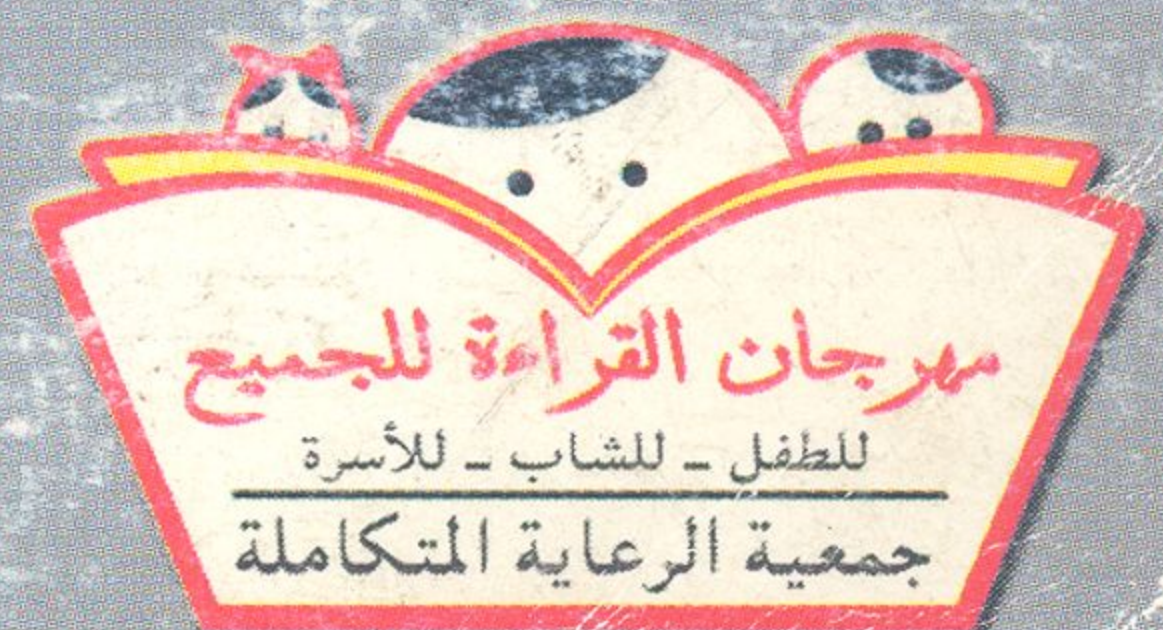 مهرجان القراءة للجميع
للطفل - للشاب - للأسرة
جمعية الرعاية المتكاملة